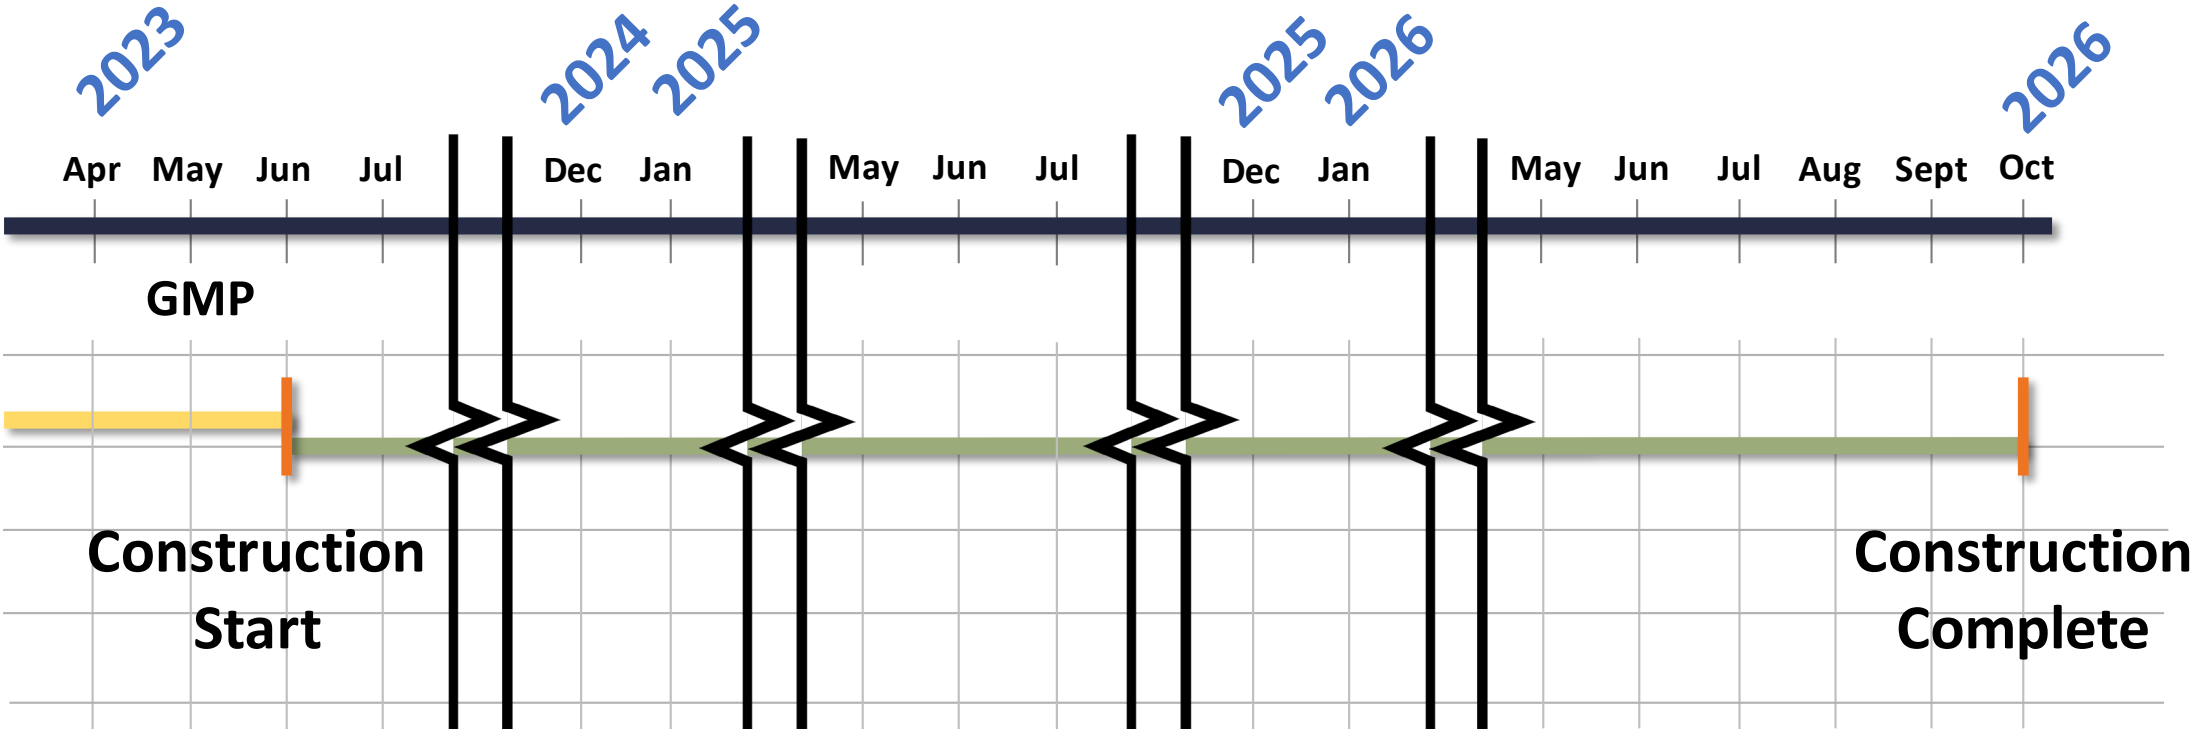 2023 2024 2025 2025 2026 2026
Apr May Jun Jul Dec Jan May Jun Jul Dec Jan May Jun Jul Aug Sept Oct
GMP
Construction
Start
Construction
Complete